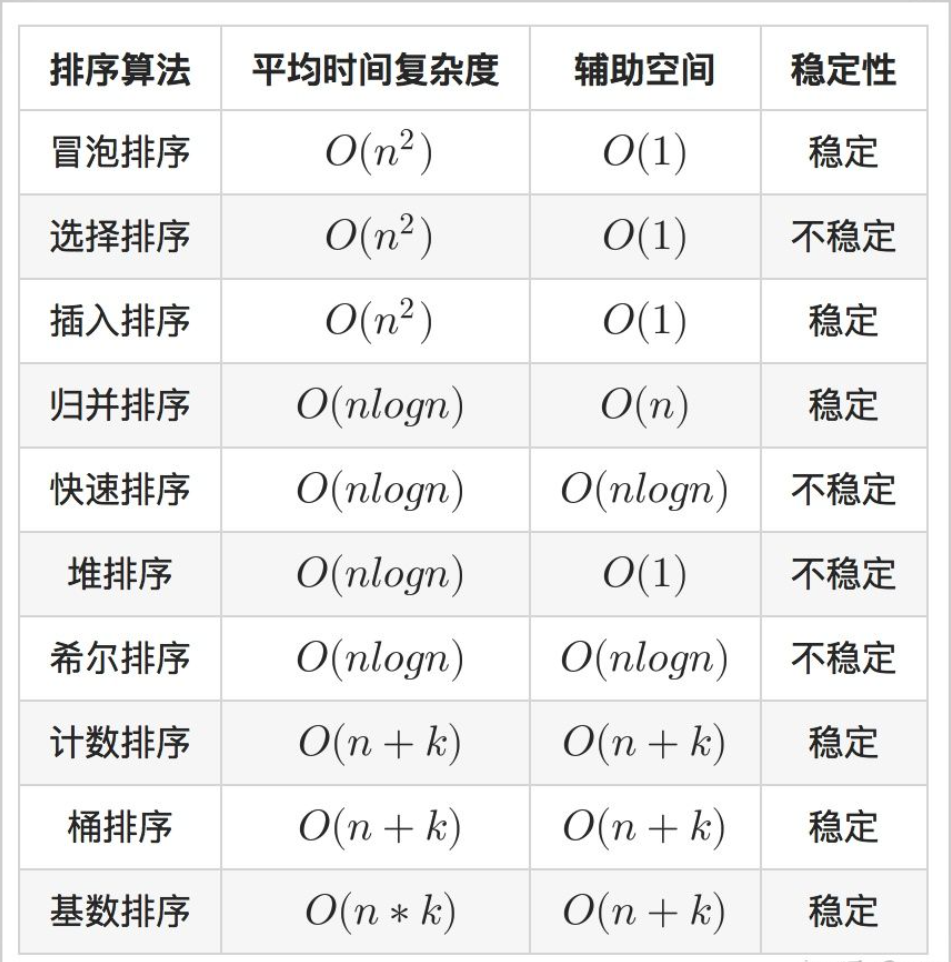 排序算法 平均时间复杂度 辅助空间 稳定性
冒泡排序 O(n²) O(1) 稳定
选择排序 O(n²) O(1) 不稳定
插入排序 O(n²) O(1) 稳定
归并排序 O(nlogn) O(n) 稳定
快速排序 O(nlogn) O(nlogn) 不稳定
堆排序 O(nlogn) O(1) 不稳定
希尔排序 O(nlogn) O(nlogn) 不稳定
计数排序 O(n + k) O(n + k) 稳定
桶排序 O(n + k) O(n + k) 稳定
基数排序 O(n * k) O(n + k) 稳定